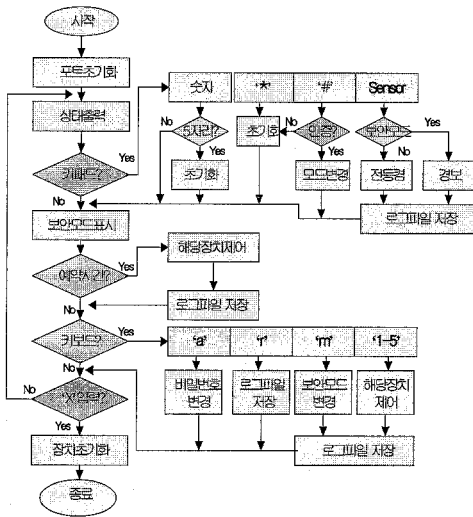 시작
포트초기화
상태출력
키패드?
Yes
No
숫자
'*'
'#'
Sensor
5자리?
No
Yes
초기화
초기화
인증?
No
Yes
모드변경
보안모드
No
Yes
전등켬
경보
로그파일 저장
보안모드표시
예약시간?
Yes
No
해당장치제어
로그파일 저장
키보드?
Yes
No
'a'
'r'
'm'
'1-5'
비밀번호
변경
로그파일
저장
보안모드
변경
해당장치
제어
로그파일 저장
'X'입력?
No
Yes
장치초기화
종료